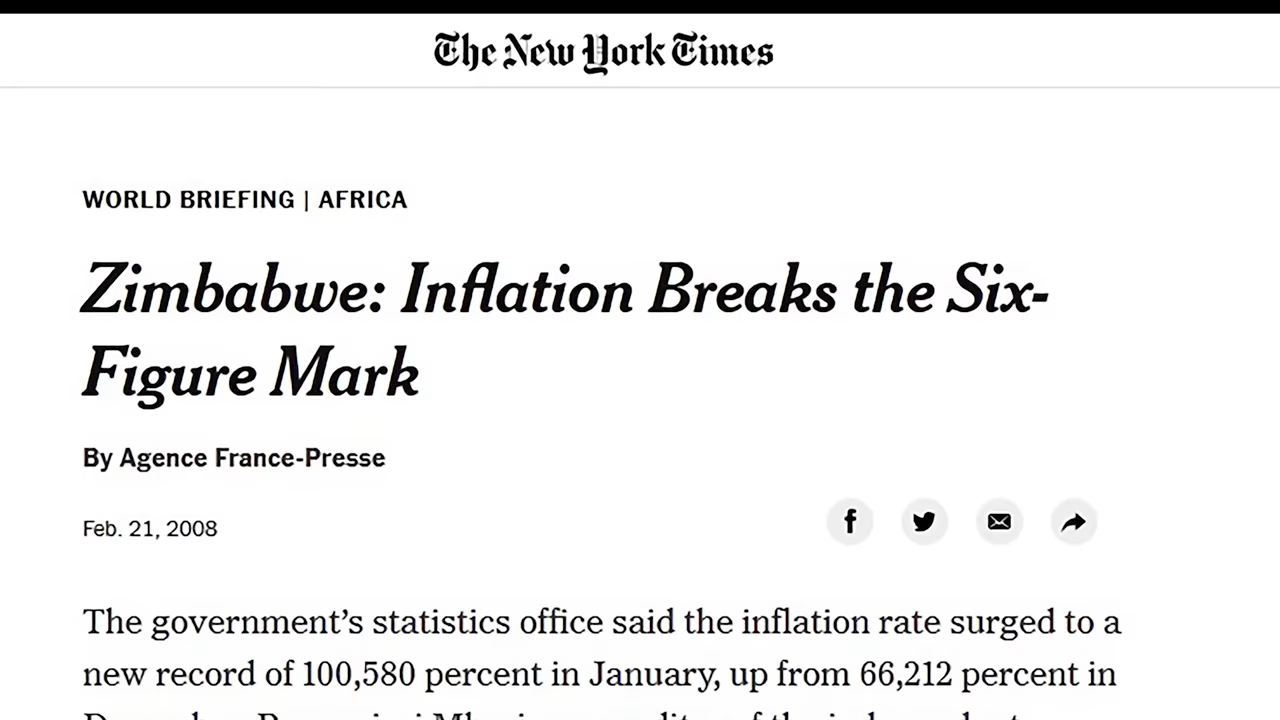 The New York Times
WORLD BRIEFING | AFRICA
Zimbabwe: Inflation Breaks the Six-
Figure Mark
By Agence France-Presse
Feb. 21, 2008
The government’s statistics office said the inflation rate surged to a
new record of 100,580 percent in January, up from 66,212 percent in